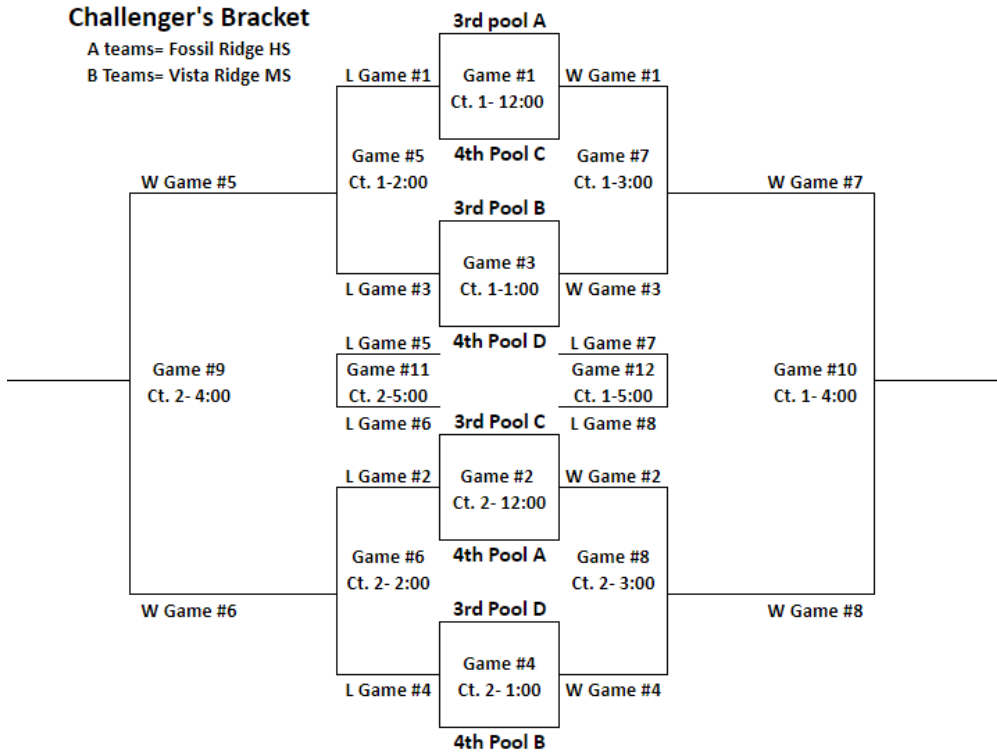 Challenger's Bracket
A teams= Fossil Ridge HS
B Teams= Vista Ridge MS
3rd pool A
L Game #1
Game #1
Ct. 1- 12:00
W Game #1
4th Pool C
Game #5
Ct. 1-2:00
Game #7
Ct. 1-3:00
W Game #5
W Game #7
3rd Pool B
Game #3
Ct. 1-1:00
L Game #3
W Game #3
4th Pool D
L Game #5
L Game #7
Game #11
Ct. 2-5:00
Game #12
Ct. 1-5:00
Game #9
Ct. 2- 4:00
Game #10
Ct. 1- 4:00
L Game #6
L Game #8
3rd Pool C
L Game #2
Game #2
Ct. 2- 12:00
W Game #2
4th Pool A
Game #6
Ct. 2- 2:00
Game #8
Ct. 2- 3:00
W Game #6
W Game #8
3rd Pool D
Game #4
Ct. 2- 1:00
L Game #4
W Game #4
4th Pool B